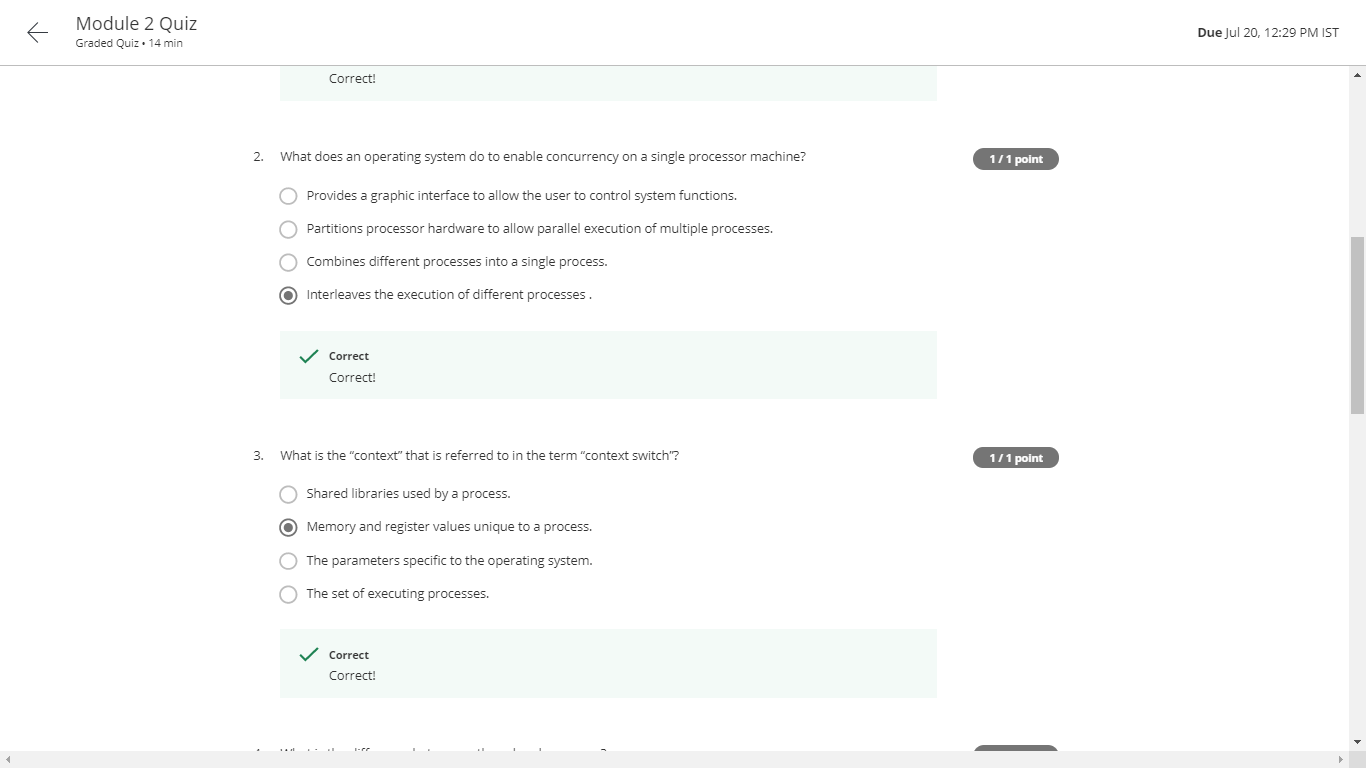 Module 2 Quiz
Graded Quiz • 14 min
Due Jul 20, 12:29 PM IST
Correct!
2. What does an operating system do to enable concurrency on a single processor machine?
1 / 1 point
Provides a graphic interface to allow the user to control system functions.
Partitions processor hardware to allow parallel execution of multiple processes.
Combines different processes into a single process.
Interleaves the execution of different processes .
Correct
Correct!
3. What is the “context” that is referred to in the term “context switch”?
1 / 1 point
Shared libraries used by a process.
Memory and register values unique to a process.
The parameters specific to the operating system.
The set of executing processes.
Correct
Correct!